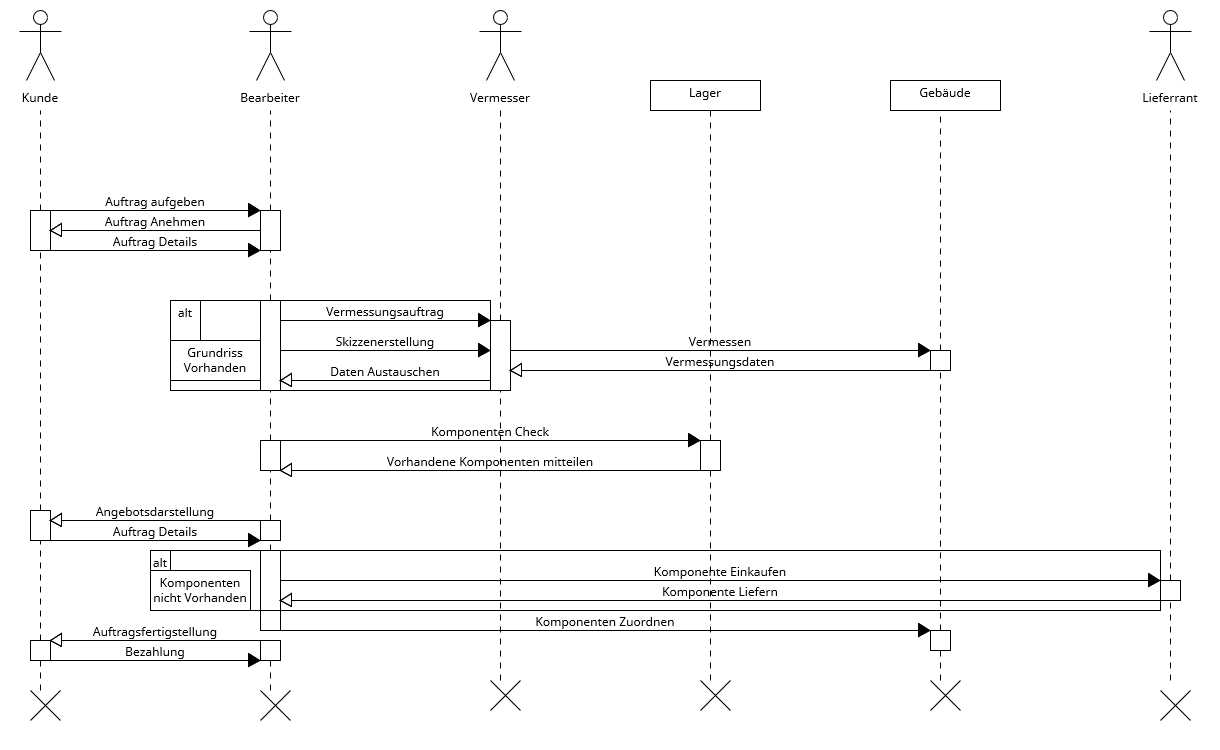 Kunde
Bearbeiter
Vermesser
Lager
Gebäude
Lieferrant
Auftrag aufgeben
Auftrag Anehmen
Auftrag Details
alt
Vermessungsauftrag
Skizzenerstellung
Vermessen
Grundriss
Vorhanden
Vermessungsdaten
Daten Austauschen
Komponenten Check
Vorhandene Komponenten mitteilen
Angebotsdarstellung
Auftrag Details
alt
Komponente Einkaufen
Komponenten
nicht Vorhanden
Komponente Liefern
Komponenten Zuordnen
Auftragsfertigstellung
Bezahlung